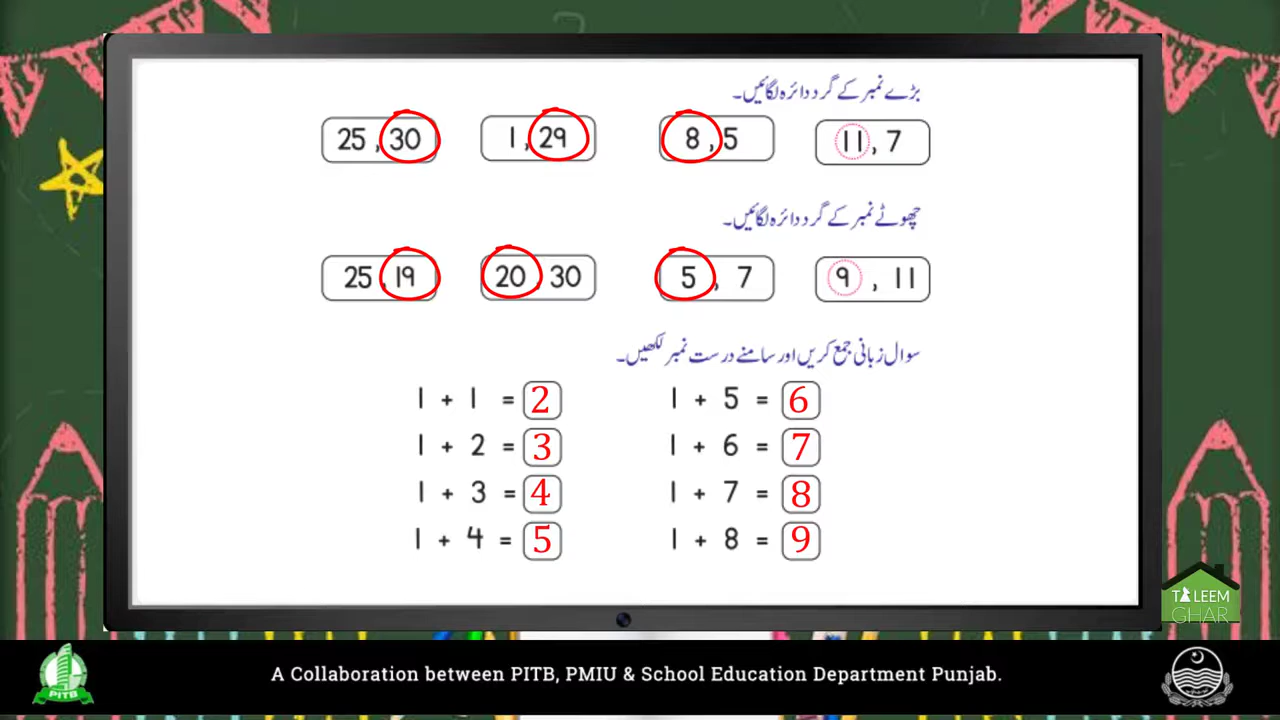 بڑے نمبر کے گرد دائرہ لگائیں۔
25 , 30   1 , 29   8 , 5   11 , 7
چھوٹے نمبر کے گرد دائرہ لگائیں۔
25 , 19   20 , 30   5 , 7   9 , 11
سوال زبانی جمع کریں اور سامنے درست نمبر لکھیں۔
1 + 1 = 2   1 + 5 = 6
1 + 2 = 3   1 + 6 = 7
1 + 3 = 4   1 + 7 = 8
1 + 4 = 5   1 + 8 = 9
TALEEM
GHAR
PITB
A Collaboration between PITB, PMIU & School Education Department Punjab.